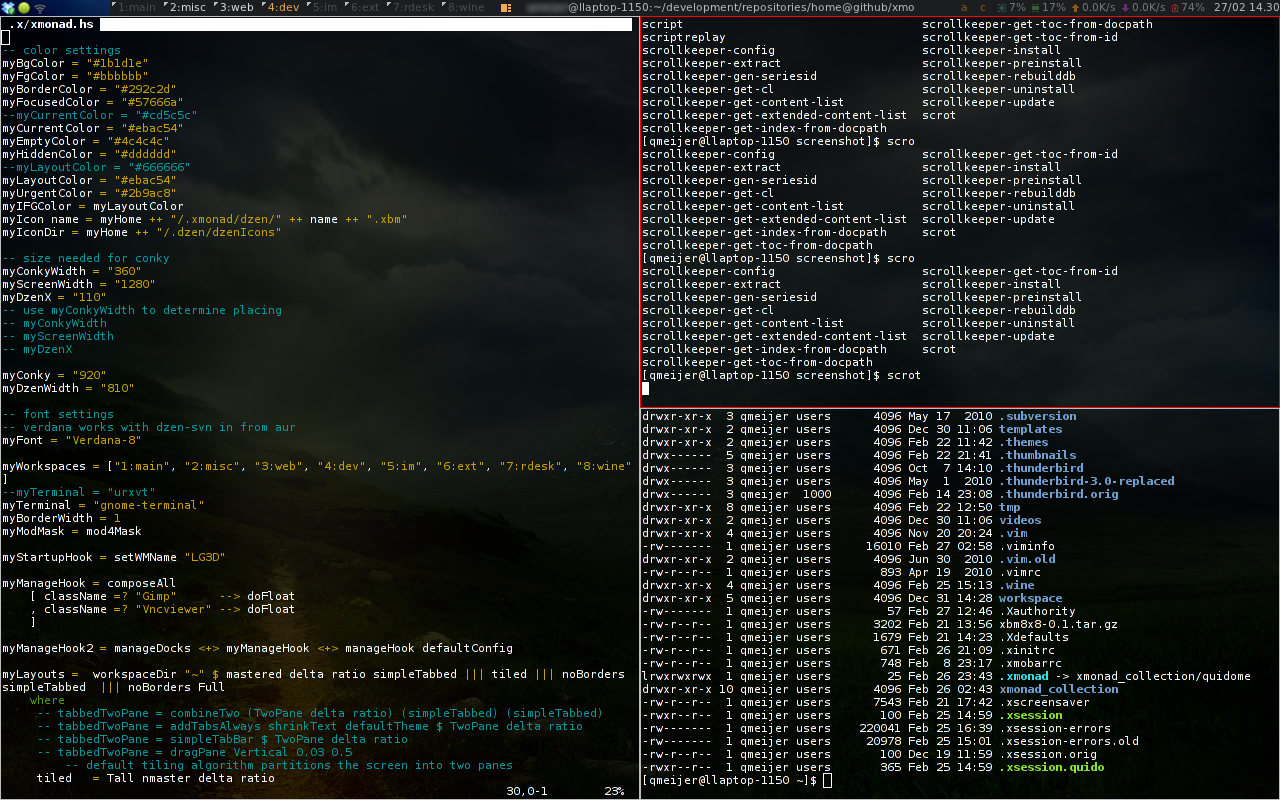 1:main 2:misc 3:web 4:dev 5:im 6:ext 7:rdesk 8:wine @llaptop-1150:~/development/repositories/home@github/xmo a c 7% 17% 0.0K/s 0.0K/s 74% 27/02 14.30
.x/xmonad.hs
-- color settings
myBgColor = "#1b1d1e"
myFgColor = "#bbbbbb"
myBorderColor = "#292c2d"
myFocusedColor = "#57666a"
--myCurrentColor = "#cd5c5c"
myCurrentColor = "#ebac54"
myEmptyColor = "#4c4c4c"
myHiddenColor = "#dddddd"
--myLayoutColor = "#666666"
myLayoutColor = "#ebac54"
myUrgentColor = "#2b9ac8"
myIFGColor = myLayoutColor
myIcon name = myHome ++ "/.xmonad/dzen/" ++ name ++ ".xbm"
myIconDir = myHome ++ "/.dzen/dzenIcons"
-- size needed for conky
myConkyWidth = "360"
myScreenWidth = "1280"
myDzenX = "110"
-- use myConkyWidth to determine placing
-- myConkyWidth
-- myScreenWidth
-- myDzenX
myConky = "920"
myDzenWidth = "810"
-- font settings
-- verdana works with dzen-svn in from aur
myFont = "Verdana-8"
myWorkspaces = ["1:main", "2:misc", "3:web", "4:dev", "5:im", "6:ext", "7:rdesk", "8:wine"
]
--myTerminal = "urxvt"
myTerminal = "gnome-terminal"
myBorderWidth = 1
myModMask = mod4Mask
myStartupHook = setWMName "LG3D"
myManageHook = composeAll
[ className =? "Gimp" --> doFloat
, className =? "Vncviewer" --> doFloat
]
myManageHook2 = manageDocks <+> myManageHook <+> manageHook defaultConfig
myLayouts = workspaceDir "~" $ mastered delta ratio simpleTabbed ||| tiled ||| noBorders
simpleTabbed ||| noBorders Full
where
-- tabbedTwoPane = combineTwo (TwoPane delta ratio) (simpleTabbed) (simpleTabbed)
-- tabbedTwoPane = addTabsAlways shrinkText defaultTheme $ TwoPane delta ratio
-- tabbedTwoPane = simpleTabBar $ TwoPane delta ratio
-- tabbedTwoPane = dragPane Vertical 0.03 0.5
-- default tiling algorithm partitions the screen into two panes
tiled = Tall nmaster delta ratio
30,0-1 23%
script scrollkeeper-get-toc-from-docpath
scriptreplay scrollkeeper-get-toc-from-id
scrollkeeper-config scrollkeeper-install
scrollkeeper-extract scrollkeeper-preinstall
scrollkeeper-gen-seriesid scrollkeeper-rebuilddb
scrollkeeper-get-cl scrollkeeper-uninstall
scrollkeeper-get-content-list scrollkeeper-update
scrollkeeper-get-extended-content-list scrot
scrollkeeper-get-index-from-docpath
[qmeijer@llaptop-1150 screenshot]$ scro
scrollkeeper-config scrollkeeper-get-toc-from-id
scrollkeeper-extract scrollkeeper-install
scrollkeeper-gen-seriesid scrollkeeper-preinstall
scrollkeeper-get-cl scrollkeeper-rebuilddb
scrollkeeper-get-content-list scrollkeeper-uninstall
scrollkeeper-get-extended-content-list scrollkeeper-update
scrollkeeper-get-index-from-docpath scrot
scrollkeeper-get-toc-from-docpath
[qmeijer@llaptop-1150 screenshot]$ scro
scrollkeeper-config scrollkeeper-get-toc-from-id
scrollkeeper-extract scrollkeeper-install
scrollkeeper-gen-seriesid scrollkeeper-preinstall
scrollkeeper-get-cl scrollkeeper-rebuilddb
scrollkeeper-get-content-list scrollkeeper-uninstall
scrollkeeper-get-extended-content-list scrollkeeper-update
scrollkeeper-get-index-from-docpath scrot
scrollkeeper-get-toc-from-docpath
[qmeijer@llaptop-1150 screenshot]$ scrot
drwxr-xr-x 3 qmeijer users 4096 May 17 2010 .subversion
drwxr-xr-x 2 qmeijer users 4096 Dec 30 11:06 templates
drwxr-xr-x 2 qmeijer users 4096 Feb 22 11:42 .themes
drwx------ 5 qmeijer users 4096 Feb 22 21:41 .thumbnails
drwx------ 3 qmeijer users 4096 Oct 7 14:10 .thunderbird
drwx------ 3 qmeijer users 4096 May 1 2010 .thunderbird-3.0-replaced
drwx------ 3 qmeijer 1000 4096 Feb 14 23:08 .thunderbird.orig
drwxr-xr-x 8 qmeijer users 4096 Feb 22 12:50 tmp
drwxr-xr-x 2 qmeijer users 4096 Dec 30 11:06 videos
drwxr-xr-x 4 qmeijer users 4096 Nov 20 20:24 .vim
-rw------- 1 qmeijer users 16010 Feb 27 02:58 .viminfo
drwxr-xr-x 2 qmeijer users 4096 Jun 30 2010 .vim.old
-rw-r--r-- 1 qmeijer users 893 Apr 19 2010 .vimrc
drwxr-xr-x 4 qmeijer users 4096 Feb 25 15:13 .wine
drwxr-xr-x 5 qmeijer users 4096 Dec 31 14:28 workspace
-rw------- 1 qmeijer users 57 Feb 27 12:46 .Xauthority
-rw-r--r-- 1 qmeijer users 3202 Feb 21 13:56 xbm8x8-0.1.tar.gz
-rw-r--r-- 1 qmeijer users 1679 Feb 21 14:23 .Xdefaults
-rw-r--r-- 1 qmeijer users 671 Feb 26 21:09 .xinitrc
-rw-r--r-- 1 qmeijer users 748 Feb 8 23:17 .xmobarrc
lrwxrwxrwx 1 qmeijer users 25 Feb 26 23:43 .xmonad -> xmonad_collection/quidome
drwxr-xr-x 10 qmeijer users 4096 Feb 26 02:43 xmonad_collection
-rw-r--r-- 1 qmeijer users 7543 Feb 21 17:42 .xscreensaver
-rwxr--r-- 1 qmeijer users 100 Feb 25 14:59 .xsession
-rw-r--r-- 1 qmeijer users 220041 Feb 25 16:39 .xsession-errors
-rw-r--r-- 1 qmeijer users 20978 Feb 25 15:01 .xsession-errors.old
-rw-r--r-- 1 qmeijer users 100 Dec 19 11:59 .xsession.orig
-rwxr--r-- 1 qmeijer users 365 Feb 25 14:59 .xsession.quido
[qmeijer@llaptop-1150 ~]$